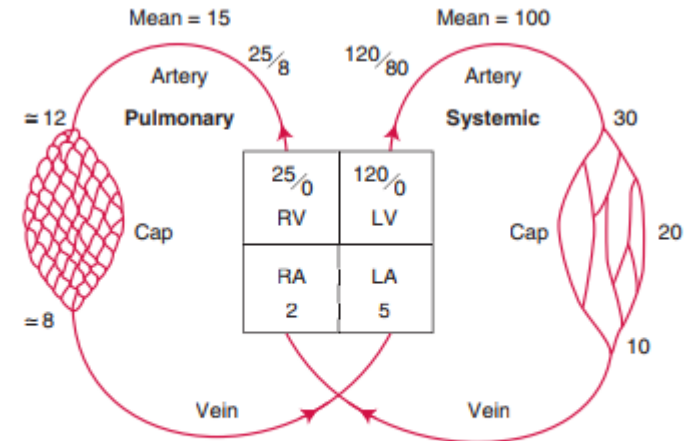 Mean = 15
Mean = 100
25/8
120/80
Artery
Artery
≃ 12
Pulmonary
Systemic
30
25/0
120/0
RV
LV
Cap
Cap
20
RA
LA
2
5
≃ 8
10
Vein
Vein